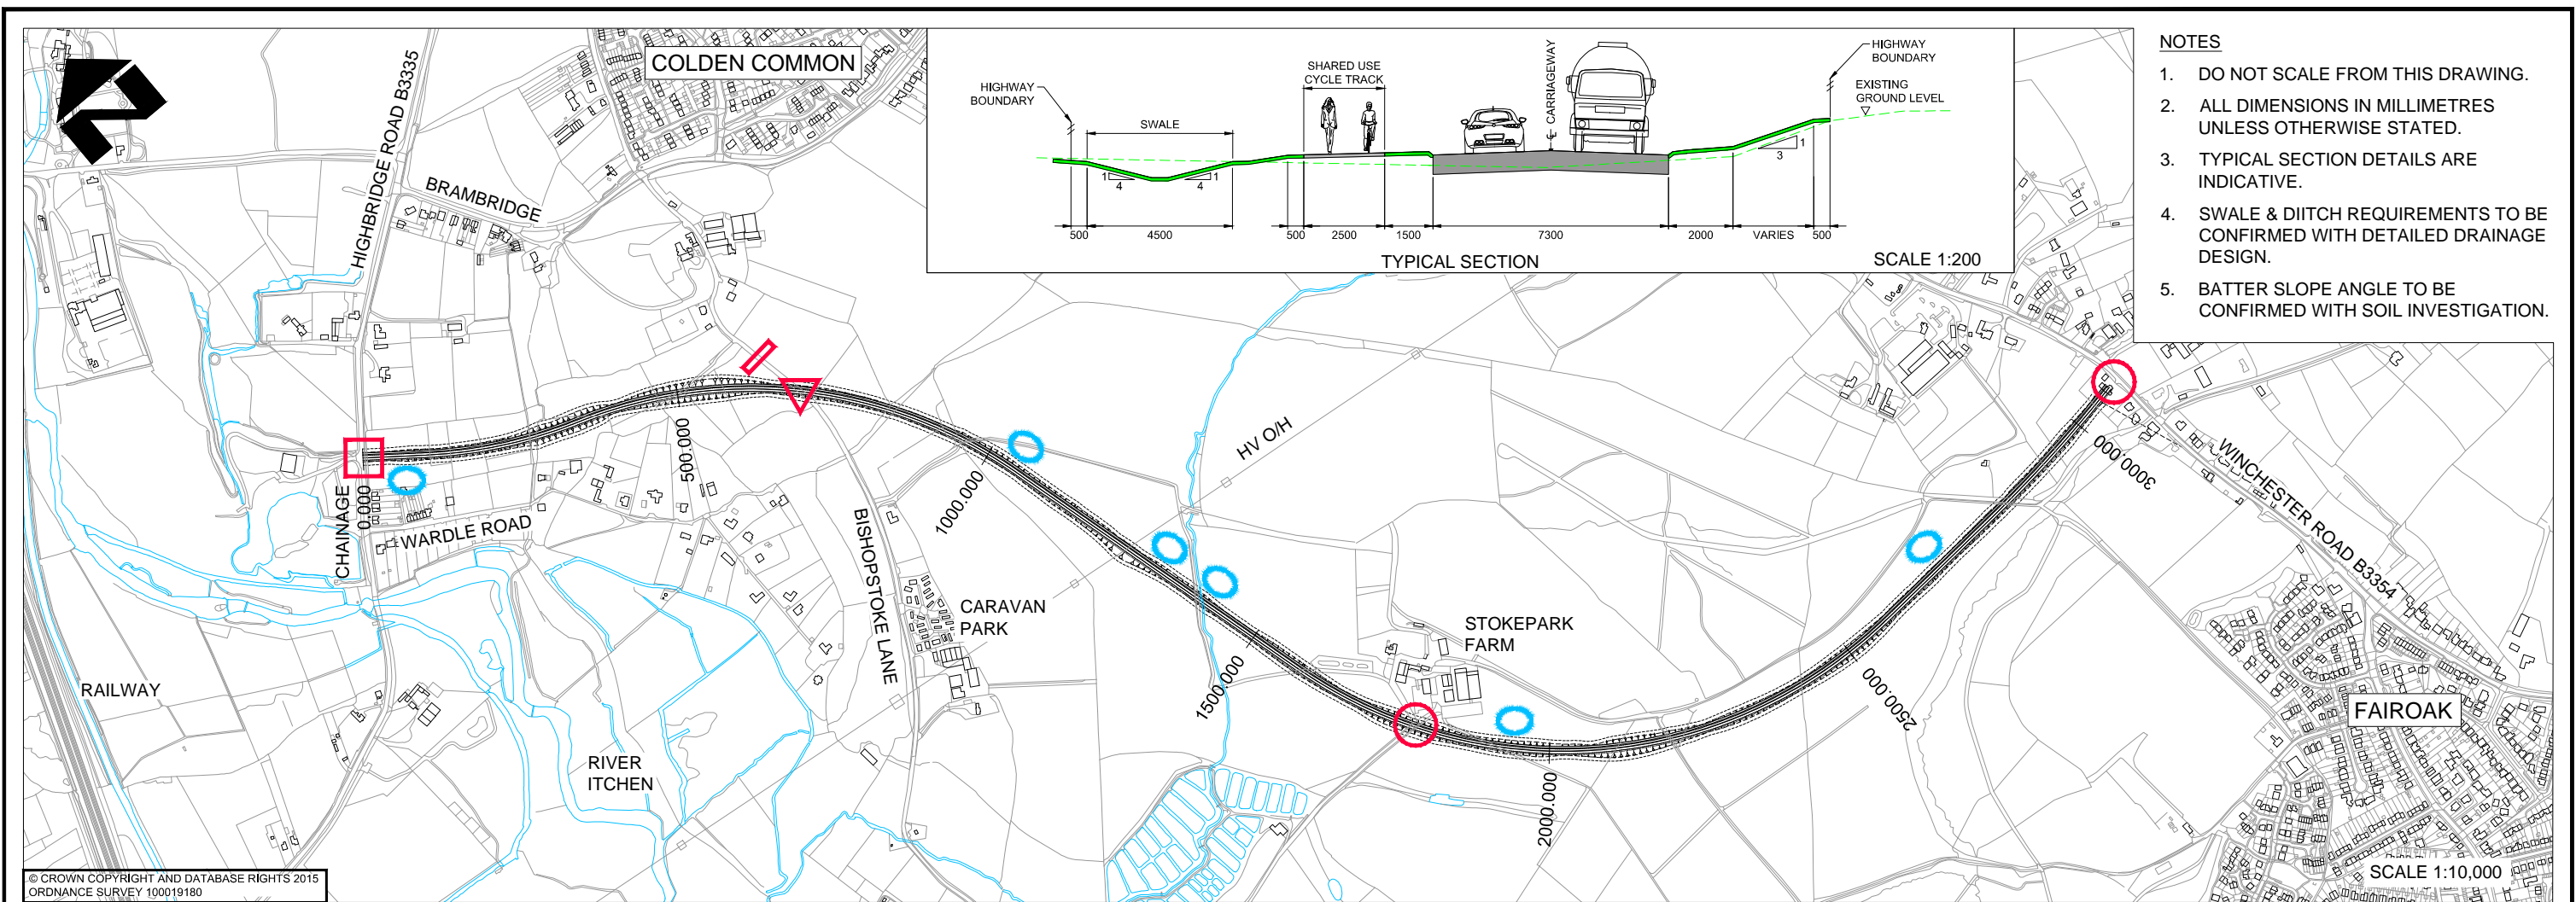 COLDEN COMMON
HIGHBRIDGE ROAD B3335
BRAMBRIDGE
HIGHWAY
BOUNDARY
SWALE
SHARED USE
CYCLE TRACK
CARRIAGEWAY
HIGHWAY
BOUNDARY
EXISTING
GROUND LEVEL
1
4
4
1
1
3
500
4500
500
2500
1500
7300
2000
VARIES
500
TYPICAL SECTION
SCALE 1:200
NOTES
1. DO NOT SCALE FROM THIS DRAWING.
2. ALL DIMENSIONS IN MILLIMETRES
UNLESS OTHERWISE STATED.
3. TYPICAL SECTION DETAILS ARE
INDICATIVE.
4. SWALE & DIITCH REQUIREMENTS TO BE
CONFIRMED WITH DETAILED DRAINAGE
DESIGN.
5. BATTER SLOPE ANGLE TO BE
CONFIRMED WITH SOIL INVESTIGATION.
CHAINAGE
0.000
WARDLE ROAD
500.000
BISHOPSTOKE LANE
1000.000
HV O/H
CARAVAN
PARK
1500.000
STOKEPARK
FARM
2000.000
2500.000
3000.000
WINCHESTER ROAD B3354
FAIROAK
RAILWAY
RIVER
ITCHEN
© CROWN COPYRIGHT AND DATABASE RIGHTS 2015
ORDNANCE SURVEY 100019180
SCALE 1:10,000